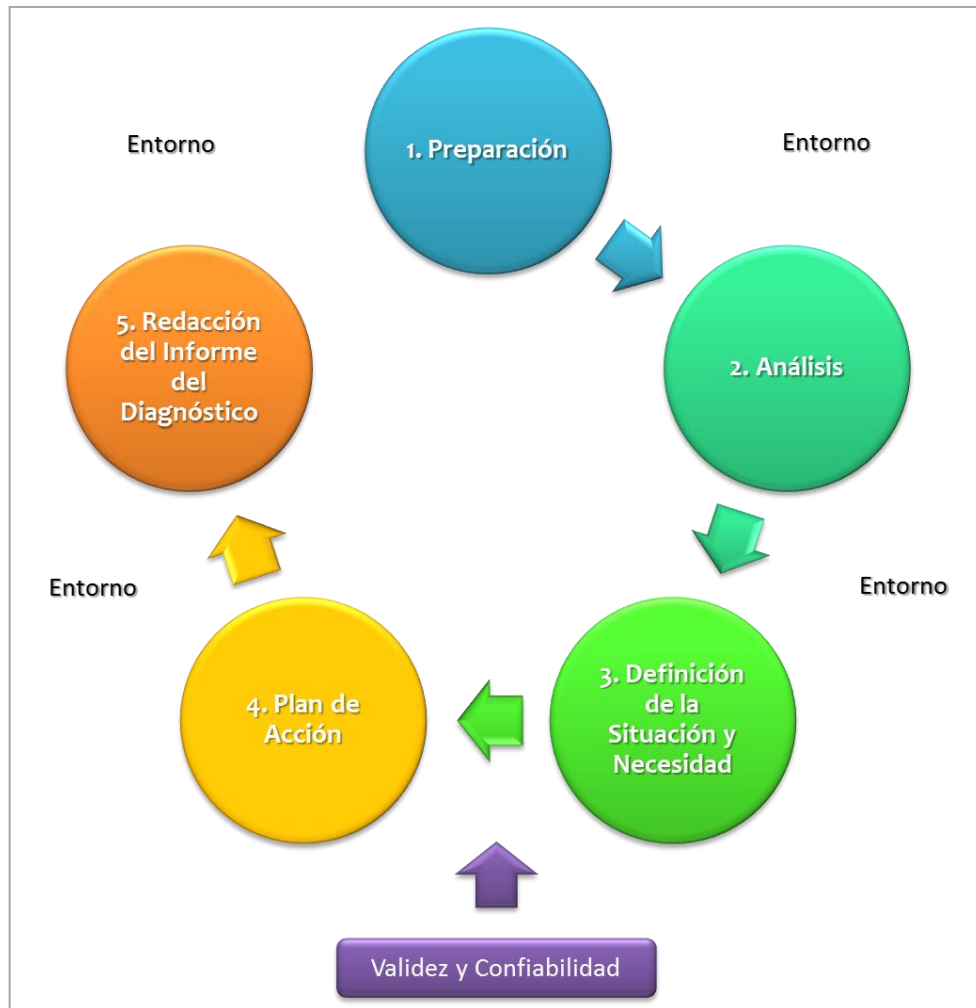 Entorno
1. Preparación
Entorno
5. Redacción
del Informe
del
Diagnóstico
2. Análisis
Entorno
Entorno
4. Plan de
Acción
3. Definición
de la
Situación y
Necesidad
Validez y Confiabilidad